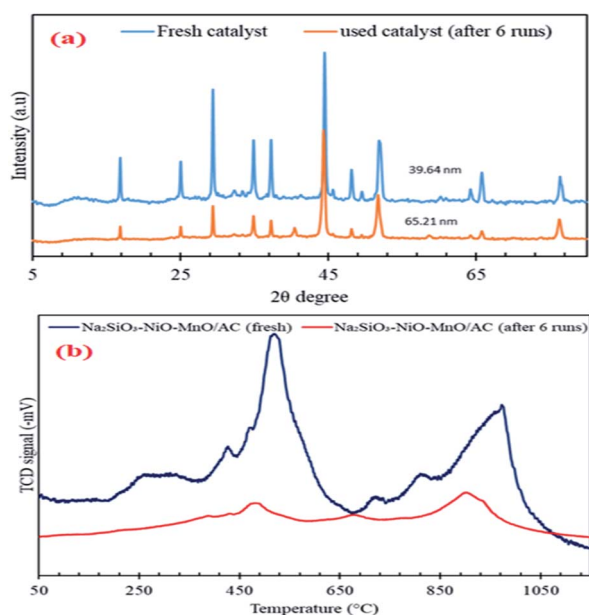 (a)
Fresh catalyst
used catalyst (after 6 runs)
Intensity (a.u)
39.64 nm
65.21 nm
5 25 45 65
2θ degree
Na₂SiO₃-NiO-MnO/AC (fresh)
Na₂SiO₃-NiO-MnO/AC (after 6 runs)
(b)
TCD signal (-mV)
50 250 450 650 850 1050
Temperature (°C)